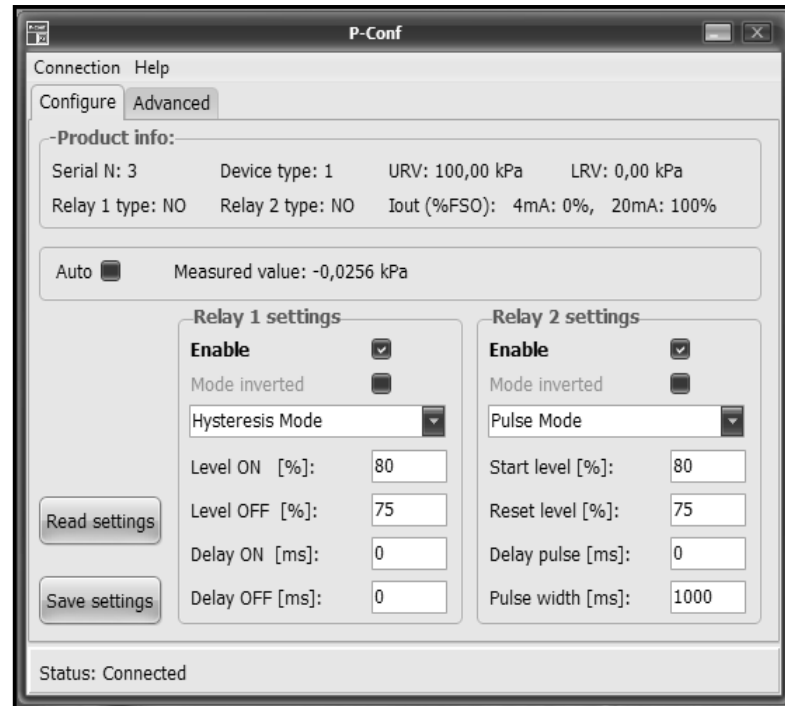 P-Conf
Connection Help
Configure Advanced
-Product info:
Serial N: 3 Device type: 1 URV: 100,00 kPa LRV: 0,00 kPa
Relay 1 type: NO Relay 2 type: NO Iout (%FSO): 4mA: 0%, 20mA: 100%
Auto Measured value: -0,0256 kPa
Relay 1 settings
Enable
Mode inverted
Hysteresis Mode
Level ON [%]: 80
Level OFF [%]: 75
Delay ON [ms]: 0
Delay OFF [ms]: 0
Relay 2 settings
Enable
Mode inverted
Pulse Mode
Start level [%]: 80
Reset level [%]: 75
Delay pulse [ms]: 0
Pulse width [ms]: 1000
Read settings
Save settings
Status: Connected